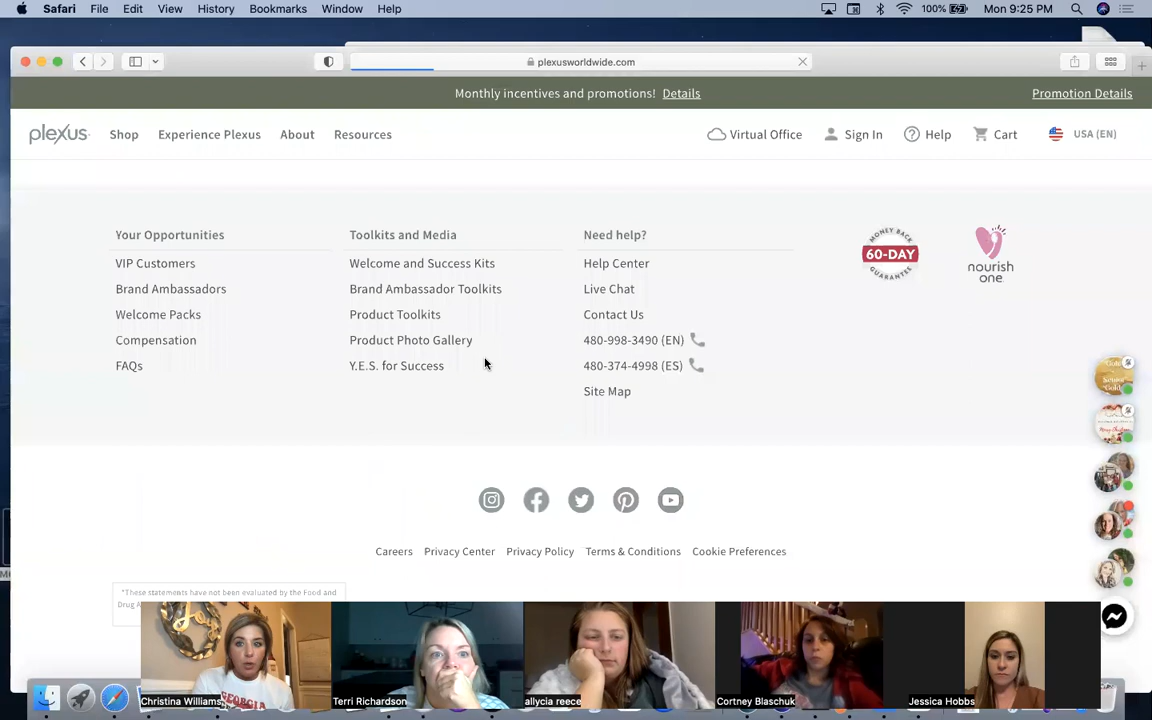 Safari File Edit View History Bookmarks Window Help 100% Mon 9:25 PM
plexusworldwide.com
Monthly incentives and promotions! Details Promotion Details
plexus Shop Experience Plexus About Resources Virtual Office Sign In Help Cart USA (EN)
Your Opportunities
VIP Customers
Brand Ambassadors
Welcome Packs
Compensation
FAQs
Toolkits and Media
Welcome and Success Kits
Brand Ambassador Toolkits
Product Toolkits
Product Photo Gallery
Y.E.S. for Success
Need help?
Help Center
Live Chat
Contact Us
480-998-3490 (EN)
480-374-4998 (ES)
Site Map
MONEY BACK
60-DAY
GUARANTEE
nourish
one
Careers Privacy Center Privacy Policy Terms & Conditions Cookie Preferences
*These statements have not been evaluated by the Food and
Drug
GEORGIA
Christina Williams
Terri Richardson
allycia reece
Cortney Blaschuk
Jessica Hobbs